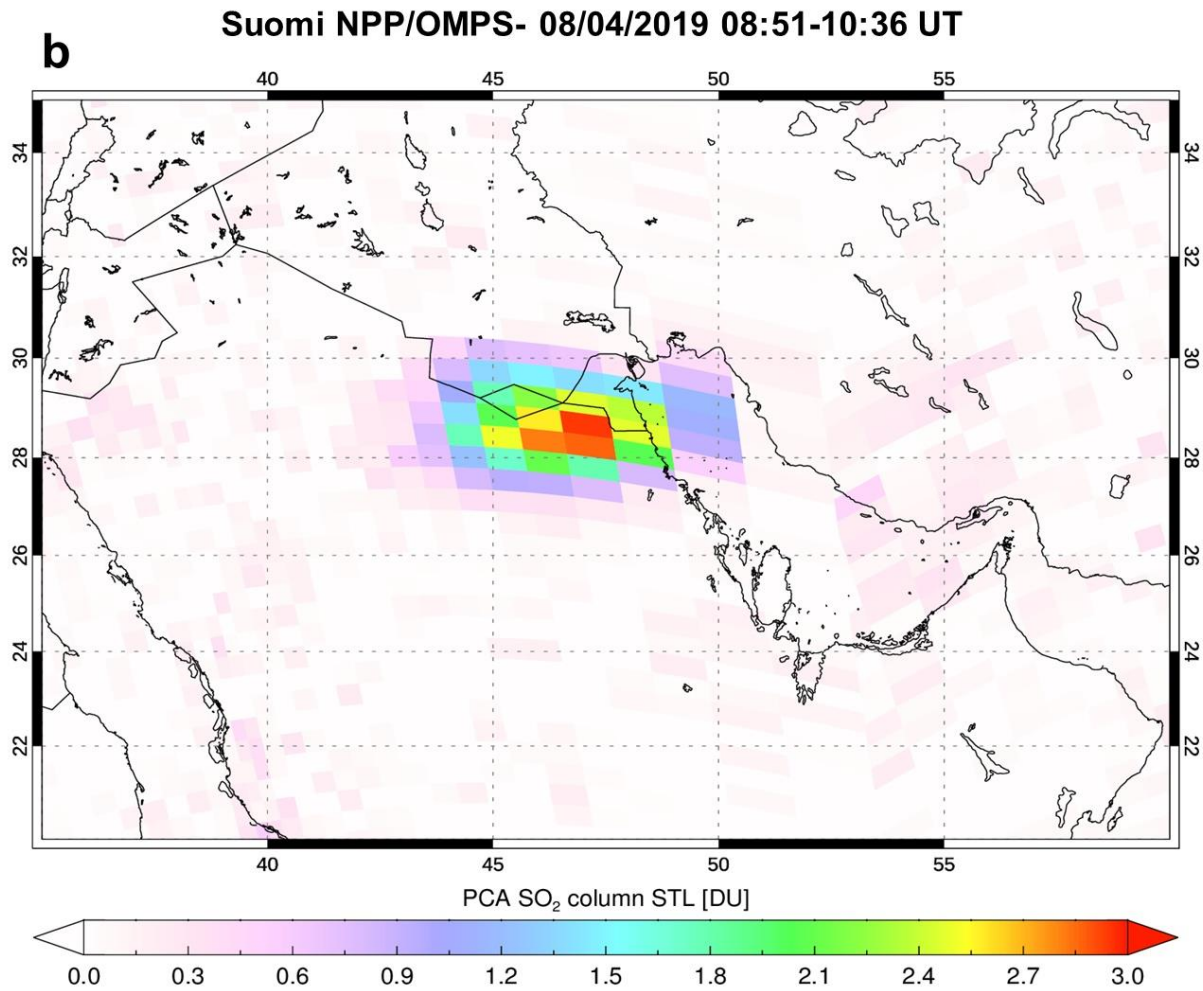 Suomi NPP/OMPS- 08/04/2019 08:51-10:36 UT
b
40 45 50 55
34 34
32 32
30 30
28 28
26 26
24 24
22 22
40 45 50 55
PCA SO₂ column STL [DU]
0.0 0.3 0.6 0.9 1.2 1.5 1.8 2.1 2.4 2.7 3.0